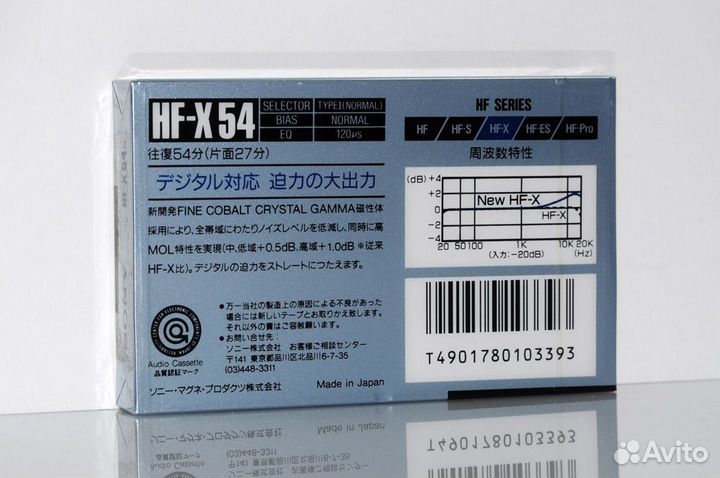 HF-X 54
SELECTOR TYPE I (NORMAL)
BIAS NORMAL
EQ 120μs
往復54分(片面27分)
デジタル対応 迫力の大出力
新開発FINE COBALT CRYSTAL GAMMA磁性体
採用により、全帯域にわたりノイズレベルを低減し、同時に高
MOL特性を実現(中、低域+0.5dB、高域+1.0dB ※従来
HF-X比)。デジタルの迫力をストレートにつたえます。
HF SERIES
HF HF-S HF-X HF-ES HF-Pro
周波数特性
(dB) +4
+2
0
-2
-4
New HF-X
HF-X
20 50 100 1K 10K 20K
(入力:-20dB) (Hz)
●万一当社の製造上の原因による不良があった
場合には新しいテープとお取りかえ致します。
それ以外の責はご容赦願います。
●お問い合せ先:
ソニー株式会社 お客様ご相談センター
〒141 東京都品川区北品川6-7-35
(03)448-3311
Audio Cassette
品質認証マーク
ソニー・マグネ・プロダクツ株式会社
Made in Japan
T4901780103393
Avito